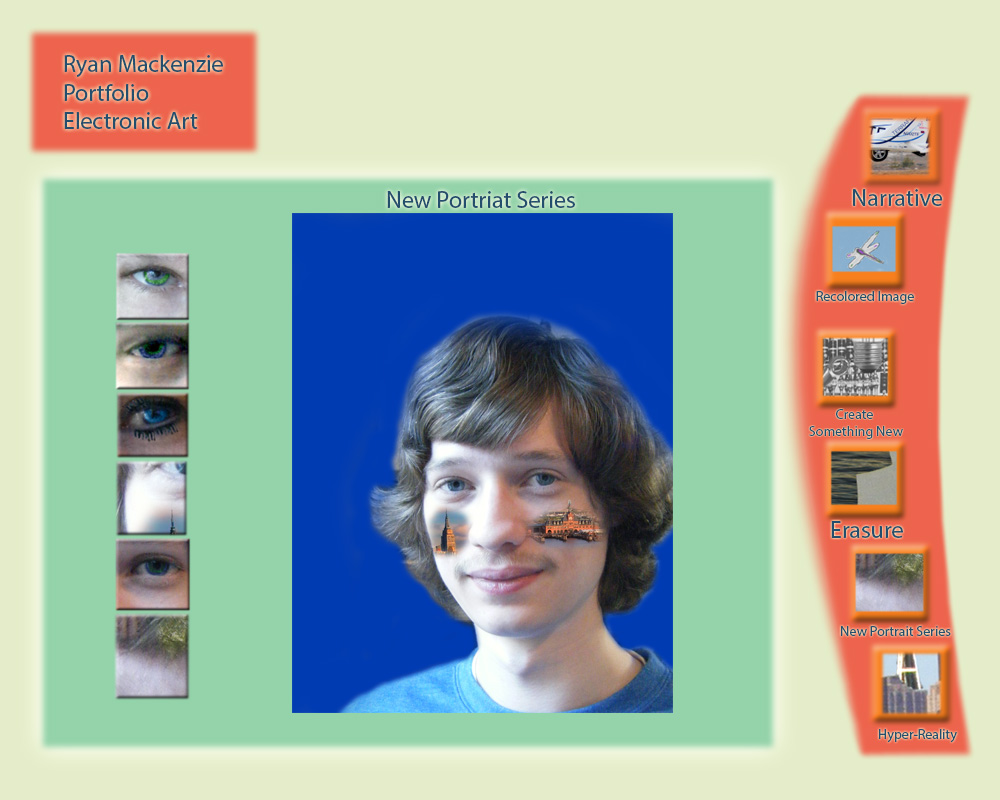 Ryan Mackenzie
Portfolio
Electronic Art
New Portriat Series
Narrative
Recolored Image
Create
Something New
Erasure
New Portrait Series
Hyper-Reality